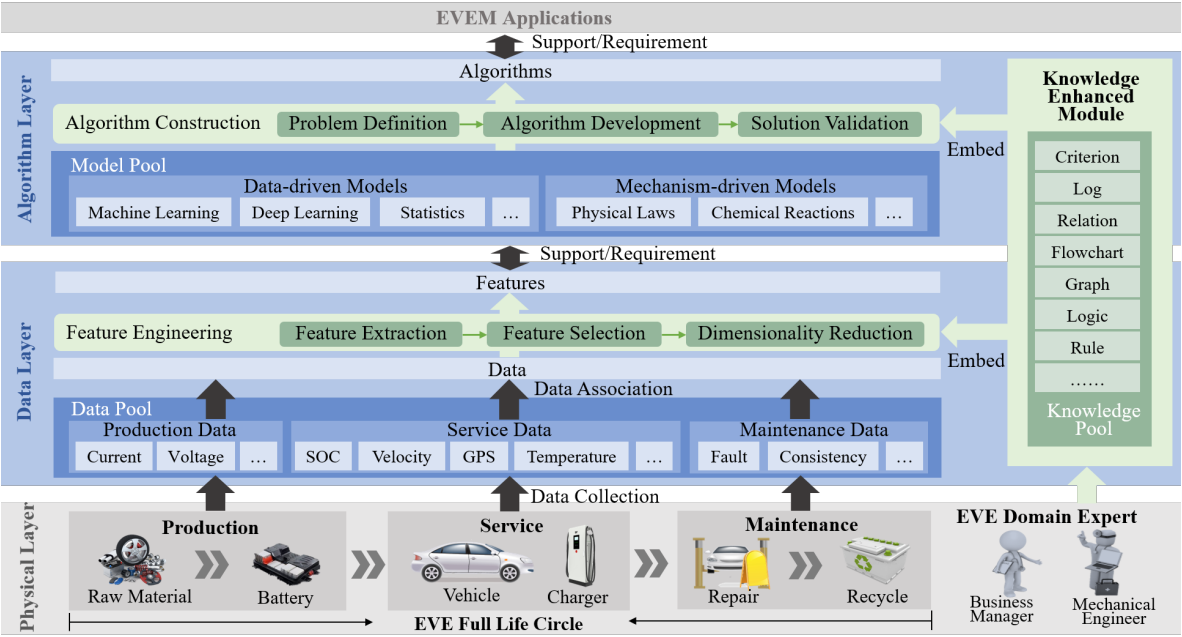 EVEM Applications
Support/Requirement
Algorithm Layer
Algorithms
Algorithm Construction
Problem Definition
Algorithm Development
Solution Validation
Embed
Model Pool
Data-driven Models
Machine Learning
Deep Learning
Statistics
...
Mechanism-driven Models
Physical Laws
Chemical Reactions
...
Support/Requirement
Data Layer
Features
Feature Engineering
Feature Extraction
Feature Selection
Dimensionality Reduction
Embed
Data
Data Association
Data Pool
Production Data
Current
Voltage
...
Service Data
SOC
Velocity
GPS
Temperature
...
Maintenance Data
Fault
Consistency
...
Knowledge
Enhanced
Module
Criterion
Log
Relation
Flowchart
Graph
Logic
Rule
......
Knowledge
Pool
Data Collection
Physical Layer
Production
Raw Material
Battery
Service
Vehicle
Charger
Maintenance
Repair
Recycle
EVE Full Life Circle
EVE Domain Expert
Business
Manager
Mechanical
Engineer